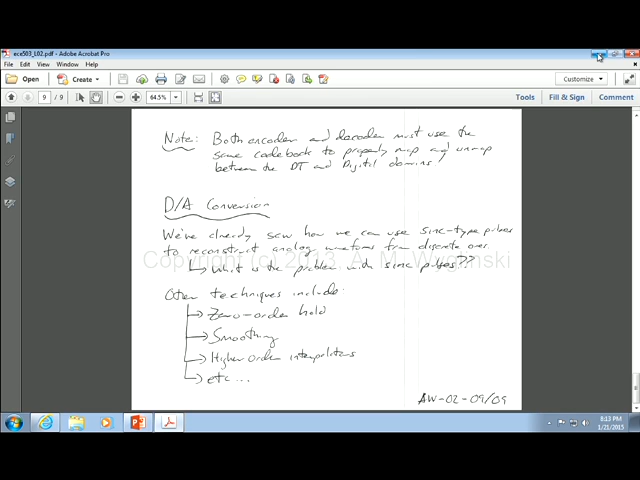 ece503_L02.pdf - Adobe Acrobat Pro
File Edit View Window Help
Open Create Customize
9 / 9 64.5% Tools Fill & Sign Comment
Note: Both encoder and decoder must use the
same codebook to properly map and unmap
between the DT and Digital domains!
D/A Conversion
We've already saw how we can use sinc-type pulses
to reconstruct analog waveforms from discrete ones
Copyright (c) 2013, A. M. Wyglinski
↳ What is the problem with sinc pulses??
Other techniques include:
→ Zero-order hold
→ Smoothing
→ Higher order interpolators
→ etc...
AW-02-09/09
8:13 PM
1/21/2015